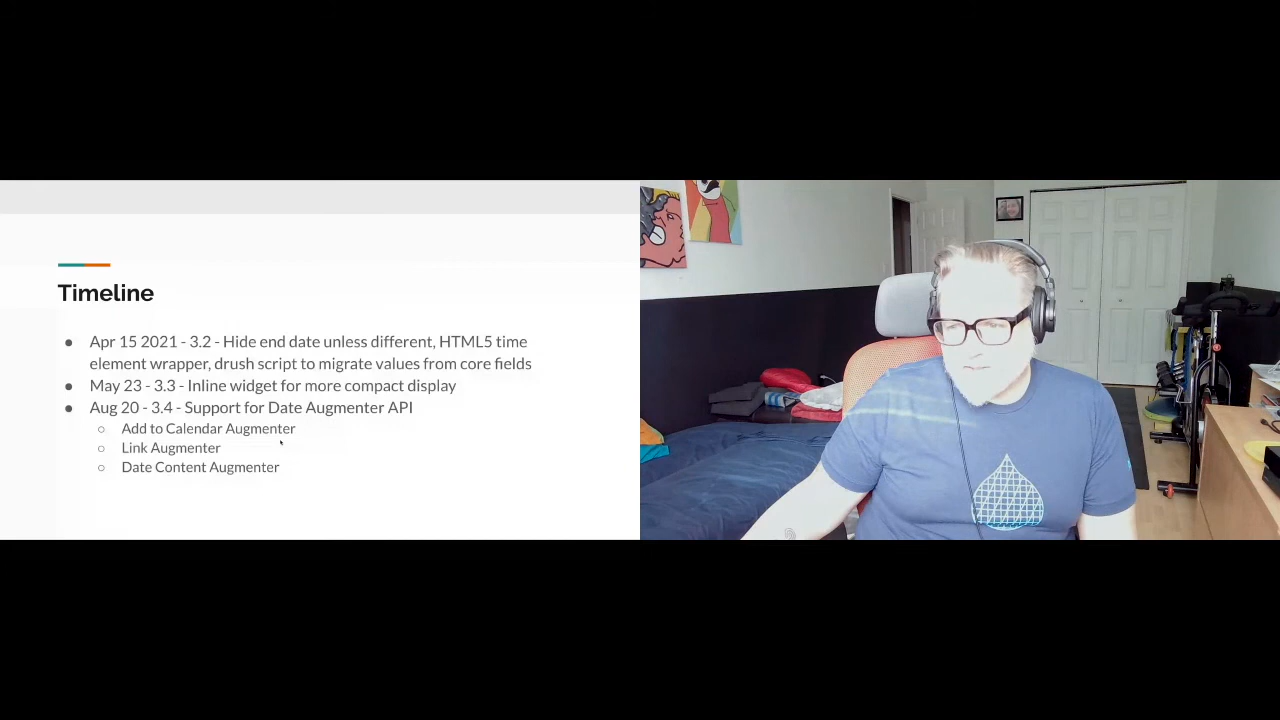 Timeline
● Apr 15 2021 - 3.2 - Hide end date unless different, HTML5 time
element wrapper, drush script to migrate values from core fields
● May 23 - 3.3 - Inline widget for more compact display
● Aug 20 - 3.4 - Support for Date Augmenter API
○ Add to Calendar Augmenter
○ Link Augmenter
○ Date Content Augmenter